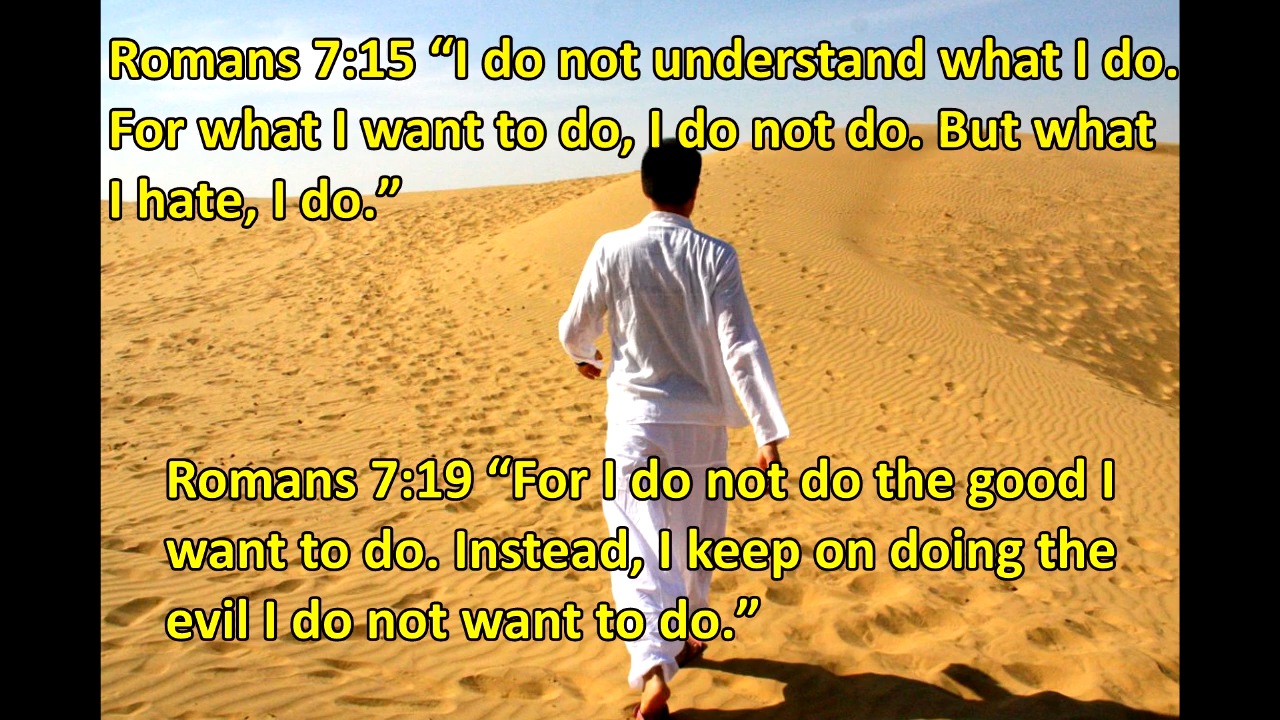 Romans 7:15 “I do not understand what I do.
For what I want to do, I do not do. But what
I hate, I do.”
Romans 7:19 “For I do not do the good I
want to do. Instead, I keep on doing the
evil I do not want to do.”